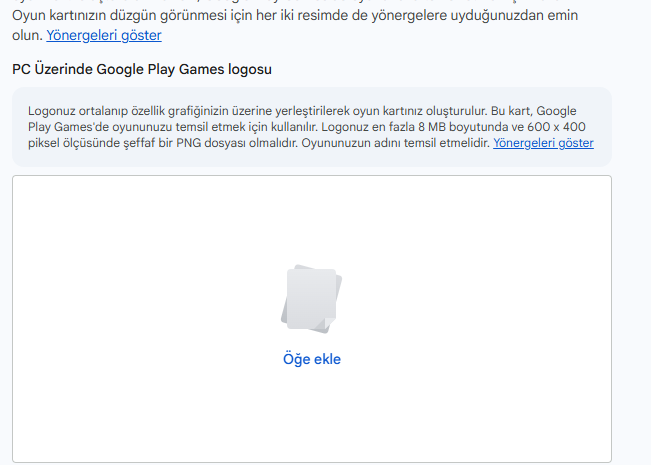 Oyun kartınızın düzgün görünmesi için her iki resimde de yönergelere uyduğunuzdan emin
olun. Yönergeleri göster
PC Üzerinde Google Play Games logosu
Logonuz ortalanıp özellik grafiğinizin üzerine yerleştirilerek oyun kartınız oluşturulur. Bu kart, Google
Play Games'de oyununuzu temsil etmek için kullanılır. Logonuz en fazla 8 MB boyutunda ve 600 x 400
piksel ölçüsünde şeffaf bir PNG dosyası olmalıdır. Oyununuzun adını temsil etmelidir. Yönergeleri göster
Öğe ekle